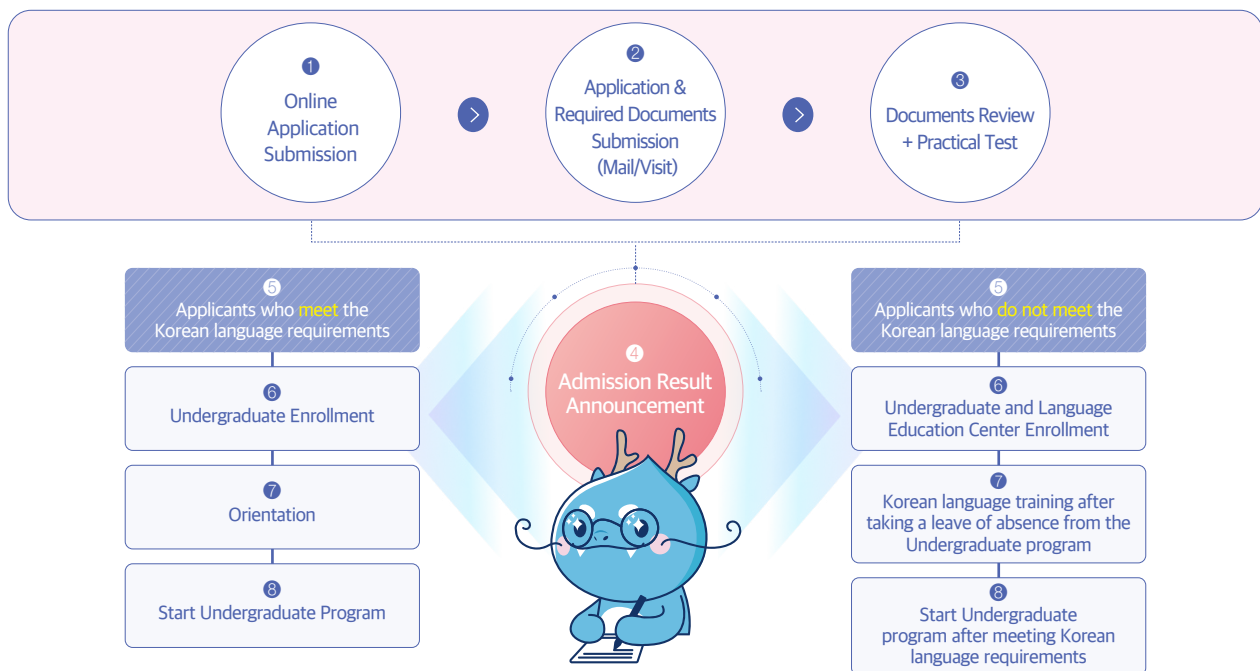 1
Online
Application
Submission
2
Application &
Required Documents
Submission
(Mail/Visit)
3
Documents Review
+ Practical Test
4
Admission Result
Announcement
5
Applicants who meet the
Korean language requirements
6
Undergraduate Enrollment
7
Orientation
8
Start Undergraduate Program
5
Applicants who do not meet the
Korean language requirements
6
Undergraduate and Language
Education Center Enrollment
7
Korean language training after
taking a leave of absence from the
Undergraduate program
8
Start Undergraduate
program after meeting Korean
language requirements